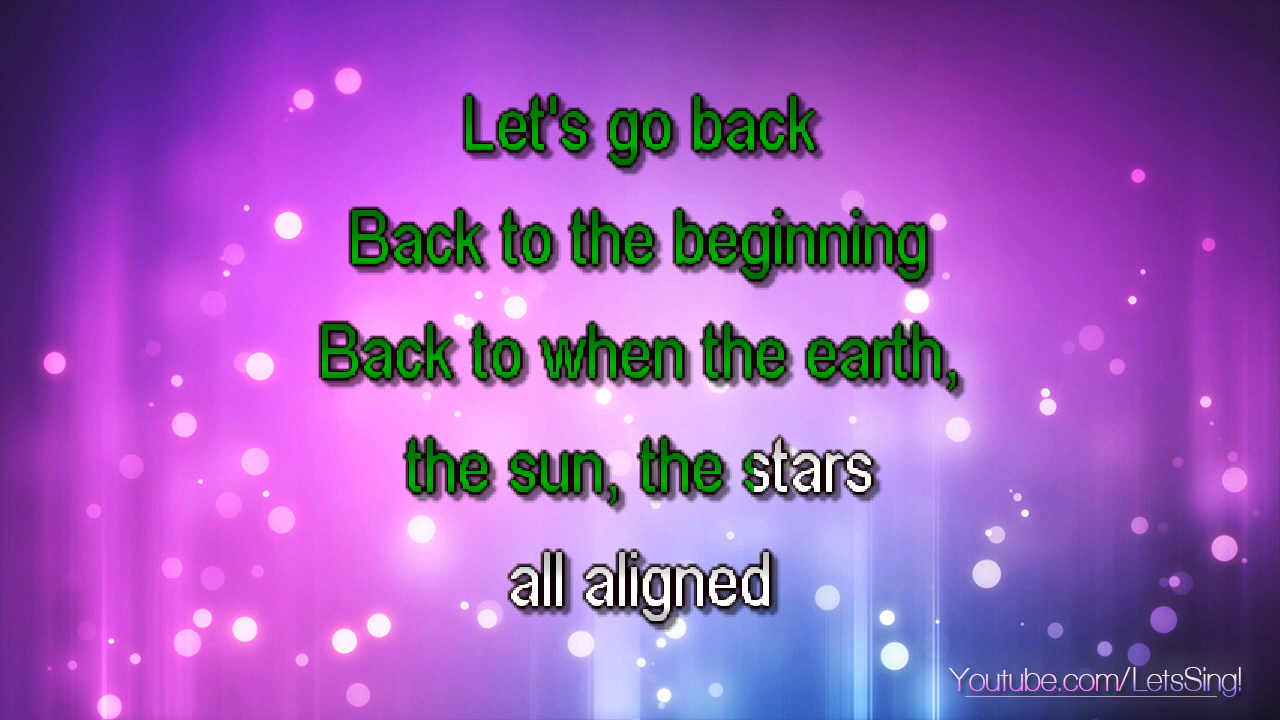 Let's go back
Back to the beginning
Back to when the earth,
the sun, the stars
all aligned
Youtube.com/LetsSing!